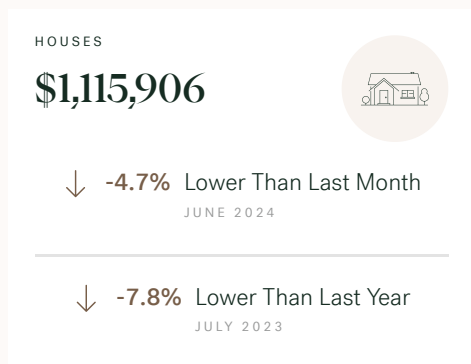 HOUSES
$1,115,906
-4.7% Lower Than Last Month
JUNE 2024
-7.8% Lower Than Last Year
JULY 2023